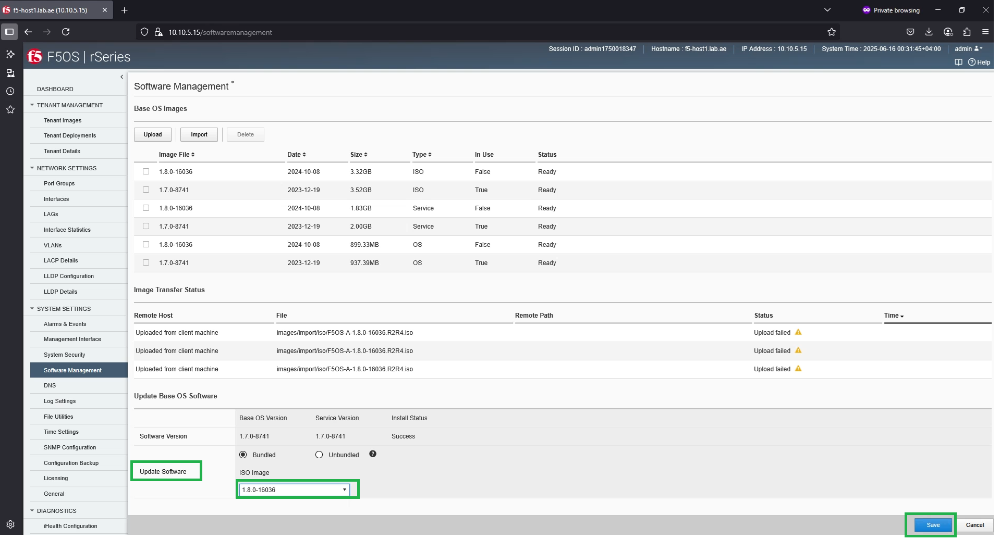 f5-host1.lab.ae (10.10.5.15)
Private browsing
10.10.5.15/softwaremanagement
f5 F5OS | rSeries
Session ID : admin1750018347 Hostname : f5-host1.lab.ae IP Address : 10.10.5.15 System Time : 2025-06-16 00:31:45+04:00 admin
Help
DASHBOARD
TENANT MANAGEMENT
Tenant Images
Tenant Deployments
Tenant Details
NETWORK SETTINGS
Port Groups
Interfaces
LAGs
Interface Statistics
VLANs
LACP Details
LLDP Configuration
LLDP Details
SYSTEM SETTINGS
Alarms & Events
Management Interface
System Security
Software Management
DNS
Log Settings
File Utilities
Time Settings
SNMP Configuration
Configuration Backup
Licensing
General
DIAGNOSTICS
iHealth Configuration
Software Management *
Base OS Images
Upload Import Delete
Image File Date Size Type In Use Status
1.8.0-16036 2024-10-08 3.32GB ISO False Ready
1.7.0-8741 2023-12-19 3.52GB ISO True Ready
1.8.0-16036 2024-10-08 1.83GB Service False Ready
1.7.0-8741 2023-12-19 2.00GB Service True Ready
1.8.0-16036 2024-10-08 899.33MB OS False Ready
1.7.0-8741 2023-12-19 937.39MB OS True Ready
Image Transfer Status
Remote Host File Remote Path Status Time
Uploaded from client machine images/import/iso/F5OS-A-1.8.0-16036.R2R4.iso Upload failed
Uploaded from client machine images/import/iso/F5OS-A-1.8.0-16036.R2R4.iso Upload failed
Uploaded from client machine images/import/iso/F5OS-A-1.8.0-16036.R2R4.iso Upload failed
Update Base OS Software
Base OS Version Service Version Install Status
Software Version 1.7.0-8741 1.7.0-8741 Success
Bundled Unbundled ?
Update Software
ISO Image
1.8.0-16036
Save Cancel